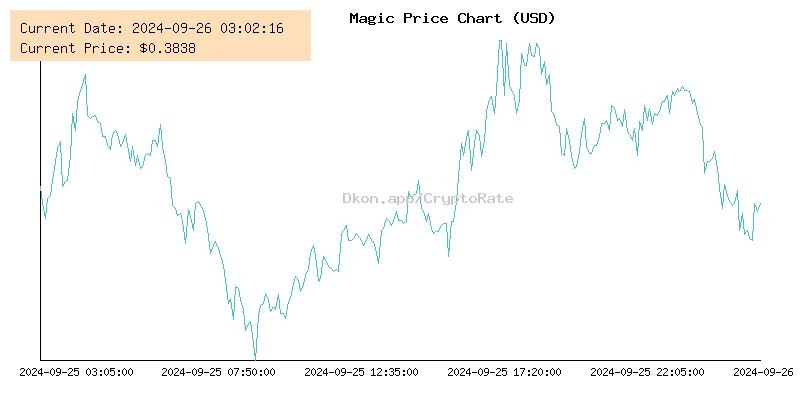 Magic Price Chart (USD)
Current Date: 2024-09-26 03:02:16
Current Price: $0.3838
Dkon.app/CryptoRate
2024-09-25 03:05:00
2024-09-25 07:50:00
2024-09-25 12:35:00
2024-09-25 17:20:00
2024-09-25 22:05:00
2024-09-26